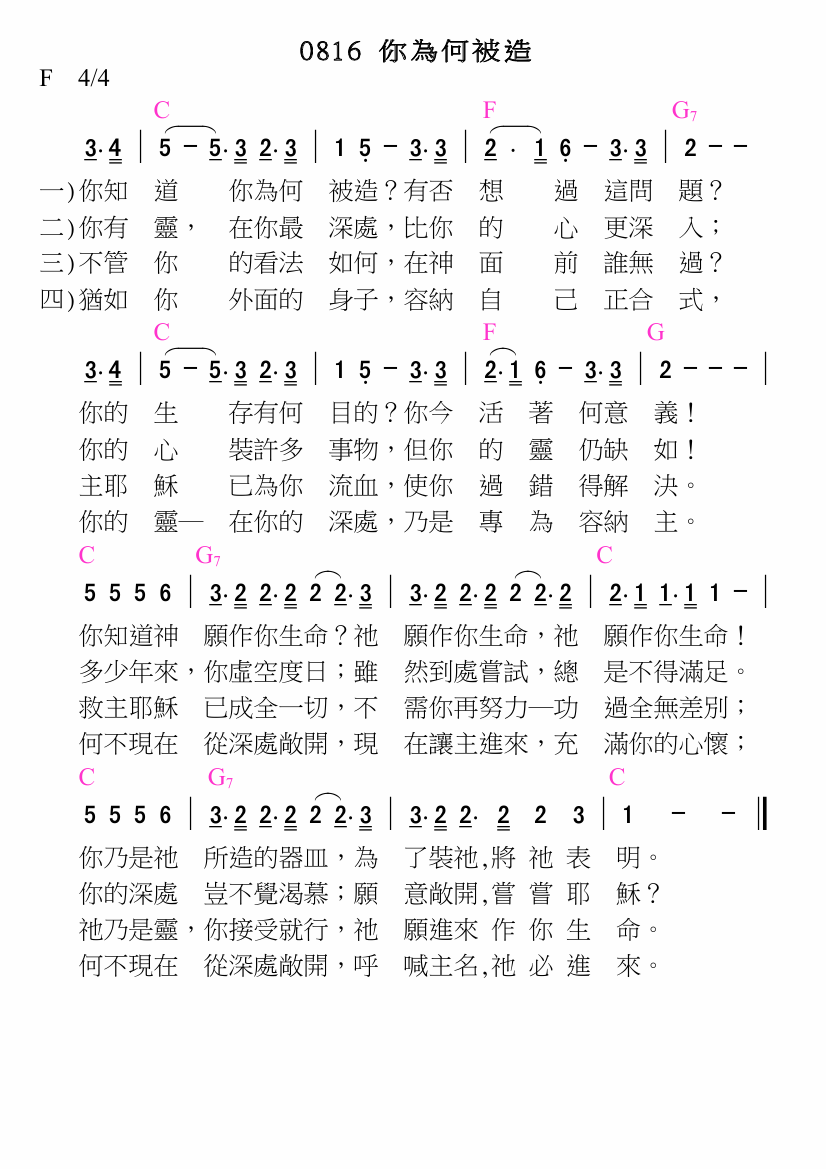 0816 你為何被造
F 4/4
C F G7
3· 4 | 5 - 5· 3 2· 3 | 1 5 - 3· 3 | 2 · 1 6 - 3· 3 | 2 - -
一)你知 道 你為何 被造？有否 想 過 這問 題？
二)你有 靈， 在你最 深處，比你 的 心 更深 入；
三)不管 你 的看法 如何，在神 面 前 誰無 過？
四)猶如 你 外面的 身子，容納 自 己 正合 式，
C F G
3· 4 | 5 - 5· 3 2· 3 | 1 5 - 3· 3 | 2· 1 6 - 3· 3 | 2 - - - |
你的 生 存有何 目的？你今 活 著 何意 義！
你的 心 裝許多 事物，但你 的 靈 仍缺 如！
主耶 穌 已為你 流血，使你 過 錯 得解 決。
你的 靈─ 在你的 深處，乃是 專 為 容納 主。
C G7 C
5 5 5 6 | 3· 2 2· 2 2 2· 3 | 3· 2 2· 2 2 2· 2 | 2· 1 1· 1 1 - |
你知道神 願作你生命？祂 願作你生命，祂 願作你生命！
多少年來，你虛空度日；雖 然到處嘗試，總 是不得滿足。
救主耶穌 已成全一切，不 需你再努力─功 過全無差別；
何不現在 從深處敞開，現 在讓主進來，充 滿你的心懷；
C G7 C
5 5 5 6 | 3· 2 2· 2 2 2· 3 | 3· 2 2· 2 2 3 | 1 - - ‖
你乃是祂 所造的器皿，為 了裝祂,將 祂 表 明。
你的深處 豈不覺渴慕；願 意敞開,嘗 嘗 耶 穌？
祂乃是靈，你接受就行，祂 願進來 作 你 生 命。
何不現在 從深處敞開，呼 喊主名,祂 必 進 來。